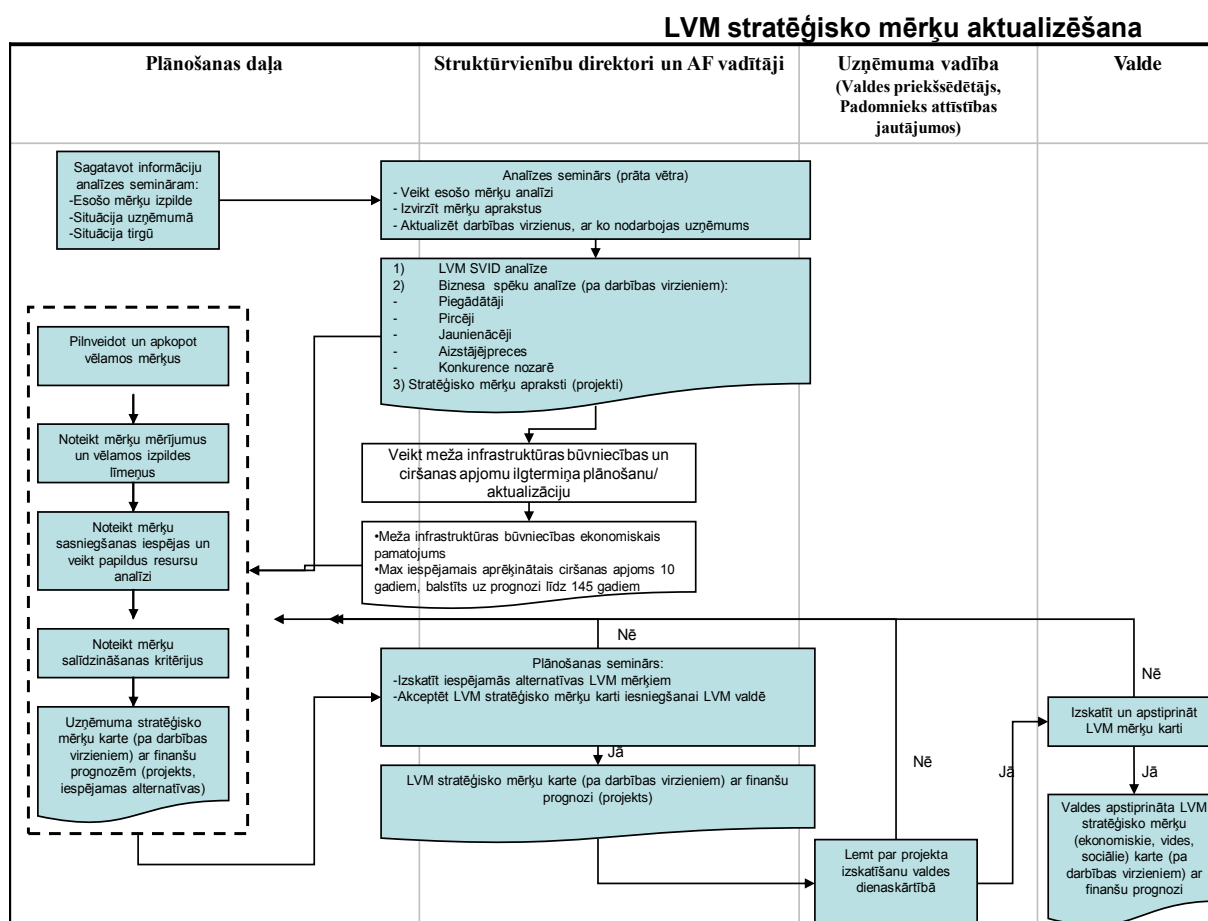 LVM stratēģisko mērķu aktualizēšana
Plānošanas daļa
Struktūrvienību direktori un AF vadītāji
Uzņēmuma vadība
(Valdes priekšsēdētājs,
Padomnieks attīstības
jautājumos)
Valde
Sagatavot informāciju
analīzes semināram:
-Esošo mērķu izpilde
-Situācija uzņēmumā
-Situācija tirgū
Analīzes seminārs (prāta vētra)
- Veikt esošo mērķu analīzi
- Izvirzīt mērķu aprakstus
- Aktualizēt darbības virzienus, ar ko nodarbojas uzņēmums
1) LVM SVID analīze
2) Biznesa spēku analīze (pa darbības virzieniem):
- Piegādātāji
- Pircēji
- Jaunienācēji
- Aizstājējpreces
- Konkurence nozarē
3) Stratēģisko mērķu apraksti (projekti)
Pilnveidot un apkopot
vēlamos mērķus
Noteikt mērķu mērījumus
un vēlamos izpildes
līmeņus
Noteikt mērķu
sasniegšanas iespējas un
veikt papildus resursu
analīzi
Noteikt mērķu
salīdzināšanas kritērijus
Uzņēmuma stratēģisko
mērķu karte (pa darbības
virzieniem) ar finanšu
prognozēm (projekts,
iespējamas alternatīvas)
Veikt meža infrastruktūras būvniecības un
ciršanas apjomu ilgtermiņa plānošanu/
aktualizāciju
•Meža infrastruktūras būvniecības ekonomiskais
pamatojums
•Max iespējamais aprēķinātais ciršanas apjoms 10
gadiem, balstīts uz prognozi līdz 145 gadiem
Nē
Plānošanas seminārs:
-Izskatīt iespējamās alternatīvas LVM mērķiem
-Akceptēt LVM stratēģisko mērķu karti iesniegšanai LVM valdē
Jā
LVM stratēģisko mērķu karte (pa darbības virzieniem) ar finanšu
prognozi (projekts)
Nē
Lemt par projekta
izskatīšanu valdes
dienaskārtībā
Jā
Nē
Izskatīt un apstiprināt
LVM mērķu karti
Jā
Valdes apstiprināta LVM
stratēģisko mērķu
(ekonomiskie, vides,
sociālie) karte (pa
darbības virzieniem) ar
finanšu prognozi